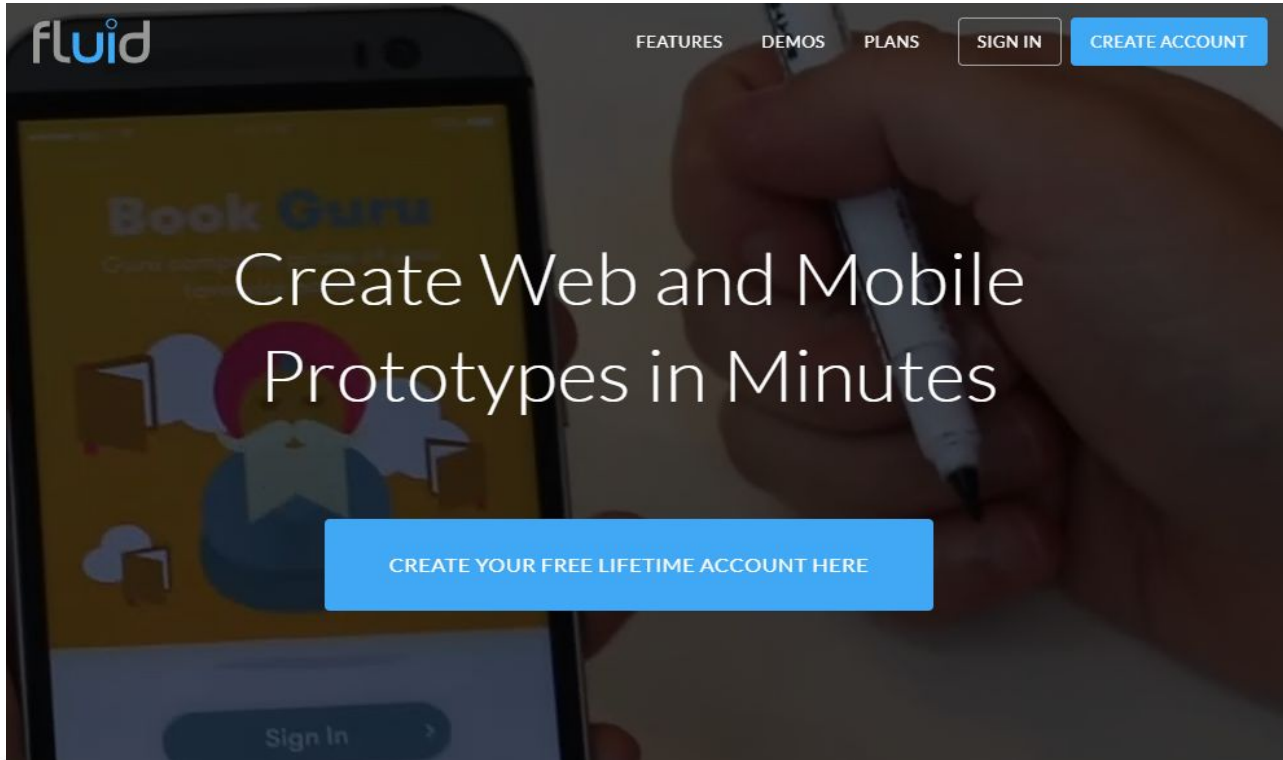 fluid
FEATURES DEMOS PLANS SIGN IN CREATE ACCOUNT
Book Guru
Create Web and Mobile
Prototypes in Minutes
CREATE YOUR FREE LIFETIME ACCOUNT HERE
Sign In